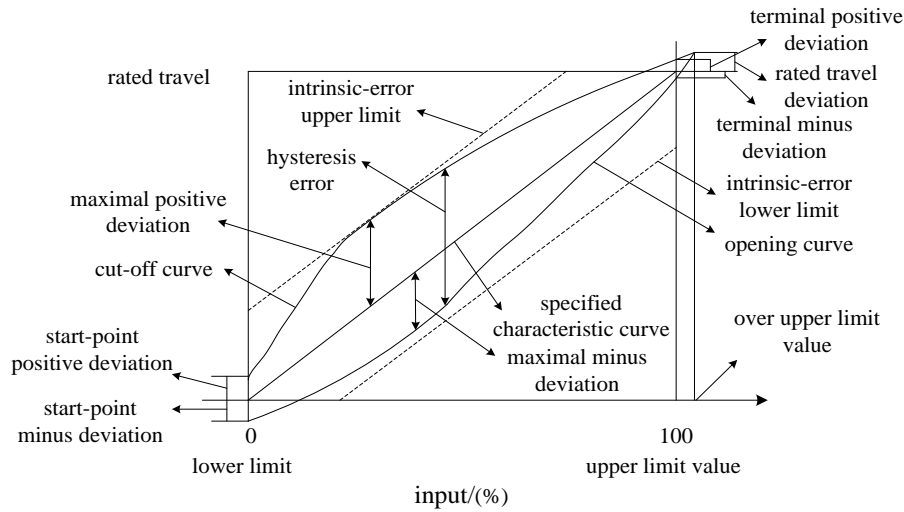 terminal positive
deviation
rated travel
rated travel
deviation
terminal minus
deviation
intrinsic-error
upper limit
hysteresis
error
maximal positive
deviation
cut-off curve
intrinsic-error
lower limit
opening curve
specified
characteristic curve
maximal minus
deviation
over upper limit
value
start-point
positive deviation
start-point
minus deviation
0
100
lower limit
upper limit value
input/(%)